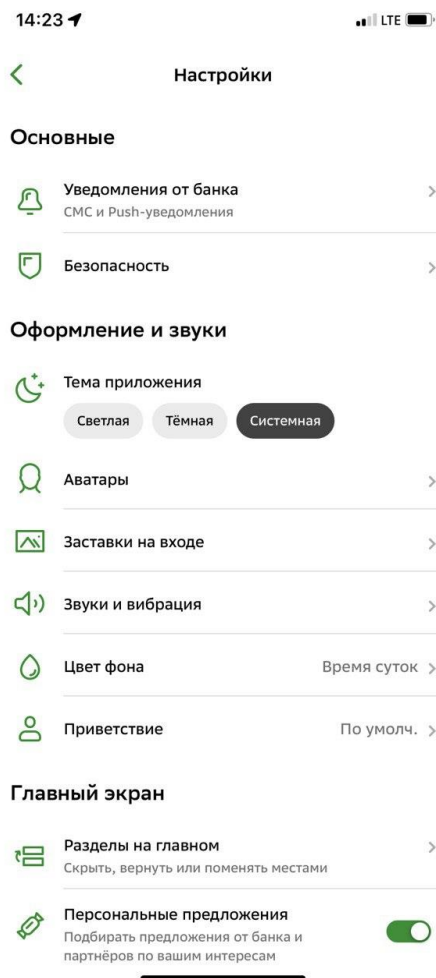 14:23
LTE
Настройки
Основные
Уведомления от банка
СМС и Push-уведомления
Безопасность
Оформление и звуки
Тема приложения
Светлая Тёмная Системная
Аватары
Заставки на входе
Звуки и вибрация
Цвет фона Время суток
Приветствие По умолч.
Главный экран
Разделы на главном
Скрыть, вернуть или поменять местами
Персональные предложения
Подбирать предложения от банка и
партнёров по вашим интересам